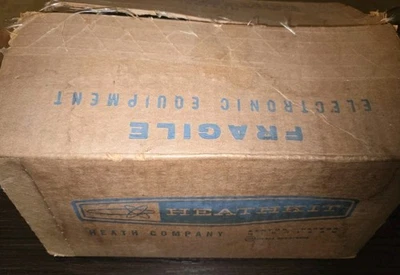 FRAGILE
ELECTRONIC EQUIPMENT
HEATHKIT
HEATH COMPANY